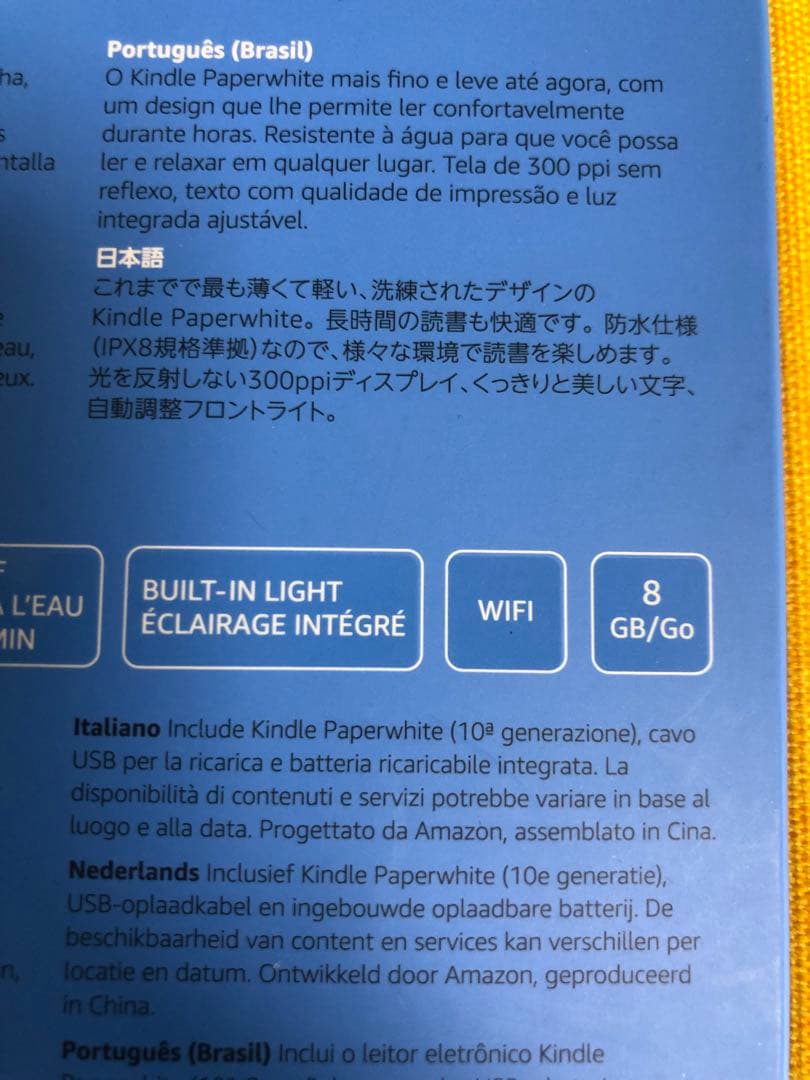 ha,
s
ntalla
e
eau,
eux.
Português (Brasil)
O Kindle Paperwhite mais fino e leve até agora, com
um design que lhe permite ler confortavelmente
durante horas. Resistente à água para que você possa
ler e relaxar em qualquer lugar. Tela de 300 ppi sem
reflexo, texto com qualidade de impressão e luz
integrada ajustável.
日本語
これまでで最も薄くて軽い、洗練されたデザインの
Kindle Paperwhite。長時間の読書も快適です。防水仕様
(IPX8規格準拠)なので、様々な環境で読書を楽しめます。
光を反射しない300ppiディスプレイ、くっきりと美しい文字、
自動調整フロントライト。
F
À L'EAU
MIN
BUILT-IN LIGHT
ÉCLAIRAGE INTÉGRÉ
WIFI
8
GB/Go
n,
Italiano Include Kindle Paperwhite (10ª generazione), cavo
USB per la ricarica e batteria ricaricabile integrata. La
disponibilità di contenuti e servizi potrebbe variare in base al
luogo e alla data. Progettato da Amazon, assemblato in Cina.
Nederlands Inclusief Kindle Paperwhite (10e generatie),
USB-oplaadkabel en ingebouwde oplaadbare batterij. De
beschikbaarheid van content en services kan verschillen per
locatie en datum. Ontwikkeld door Amazon, geproduceerd
in China.
Português (Brasil) Inclui o leitor eletrônico Kindle